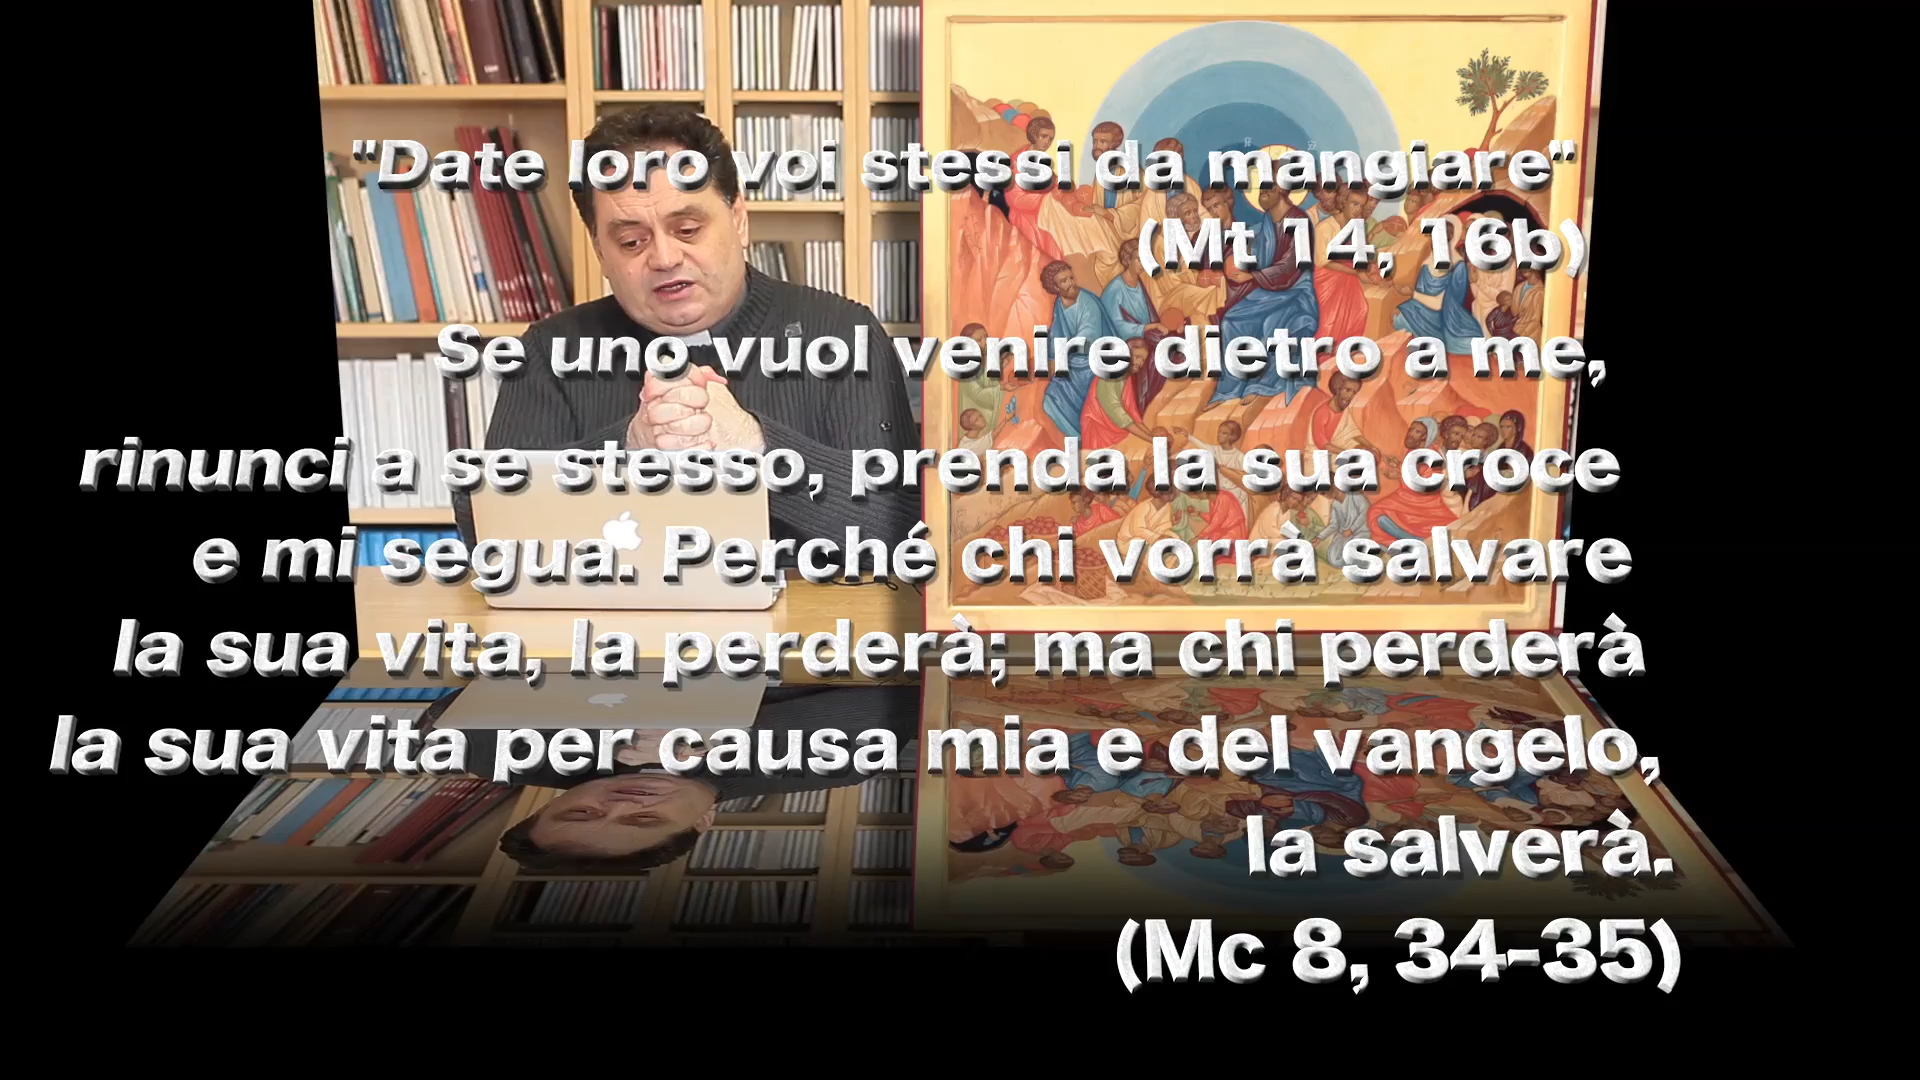 "Date loro voi stessi da mangiare"
(Mt 14, 16b)
Se uno vuol venire dietro a me,
rinunci a se stesso, prenda la sua croce
e mi segua. Perché chi vorrà salvare
la sua vita, la perderà; ma chi perderà
la sua vita per causa mia e del vangelo,
la salverà.
(Mc 8, 34-35)